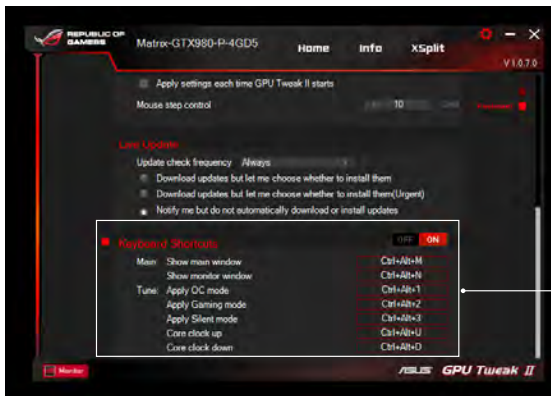 REPUBLIC OF
GAMERS
Matrix-GTX980-P-4GD5
Home
Info
XSplit
V1.0.7.0
Apply settings each time GPU Tweak II starts
Mouse step control
10
Live Update
Update check frequency Always
Download updates but let me choose whether to install them
Download updates but let me choose whether to install them(Urgent)
Notify me but do not automatically download or install updates
Keyboard Shortcuts
OFF ON
Main: Show main window Ctrl+Alt+M
Show monitor window Ctrl+Alt+N
Tune: Apply OC mode Ctrl+Alt+1
Apply Gaming mode Ctrl+Alt+2
Apply Silent mode Ctrl+Alt+3
Core clock up Ctrl+Alt+U
Core clock down Ctrl+Alt+D
Monitor
ASUS GPU Tweak II